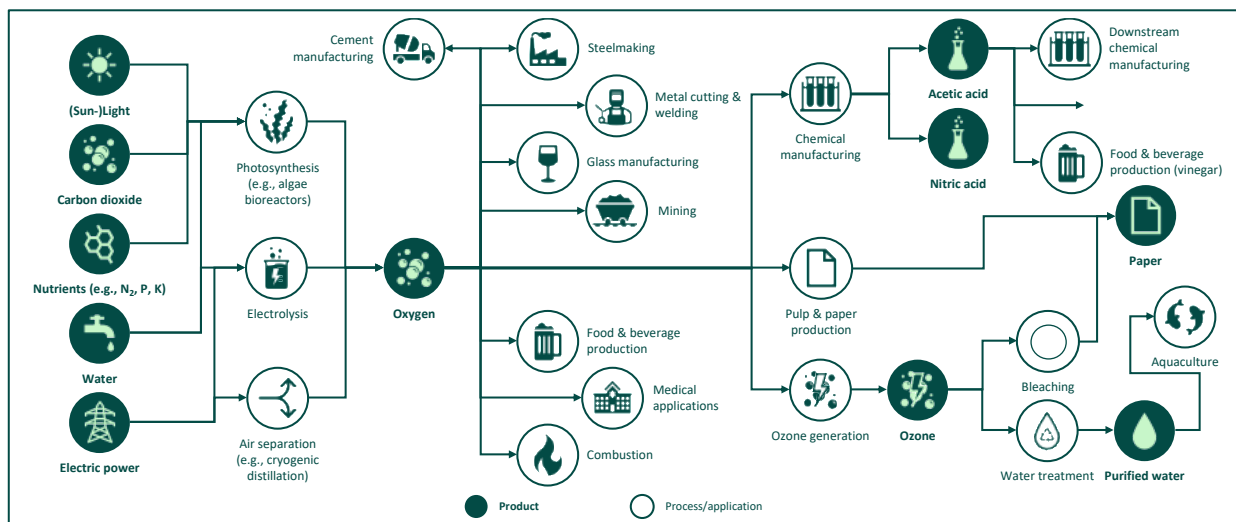 Cement
manufacturing
Steelmaking
Downstream
chemical
manufacturing
(Sun-)Light
Metal cutting &
welding
Acetic acid
Chemical
manufacturing
Photosynthesis
(e.g., algae
bioreactors)
Glass manufacturing
Food & beverage
production (vinegar)
Carbon dioxide
Nitric acid
Mining
Paper
Nutrients (e.g., N₂, P, K)
Electrolysis
Oxygen
Pulp & paper
production
Food & beverage
production
Aquaculture
Water
Bleaching
Medical
applications
Ozone generation
Ozone
Air separation
(e.g., cryogenic
distillation)
Electric power
Combustion
Water treatment
Purified water
Product
Process/application